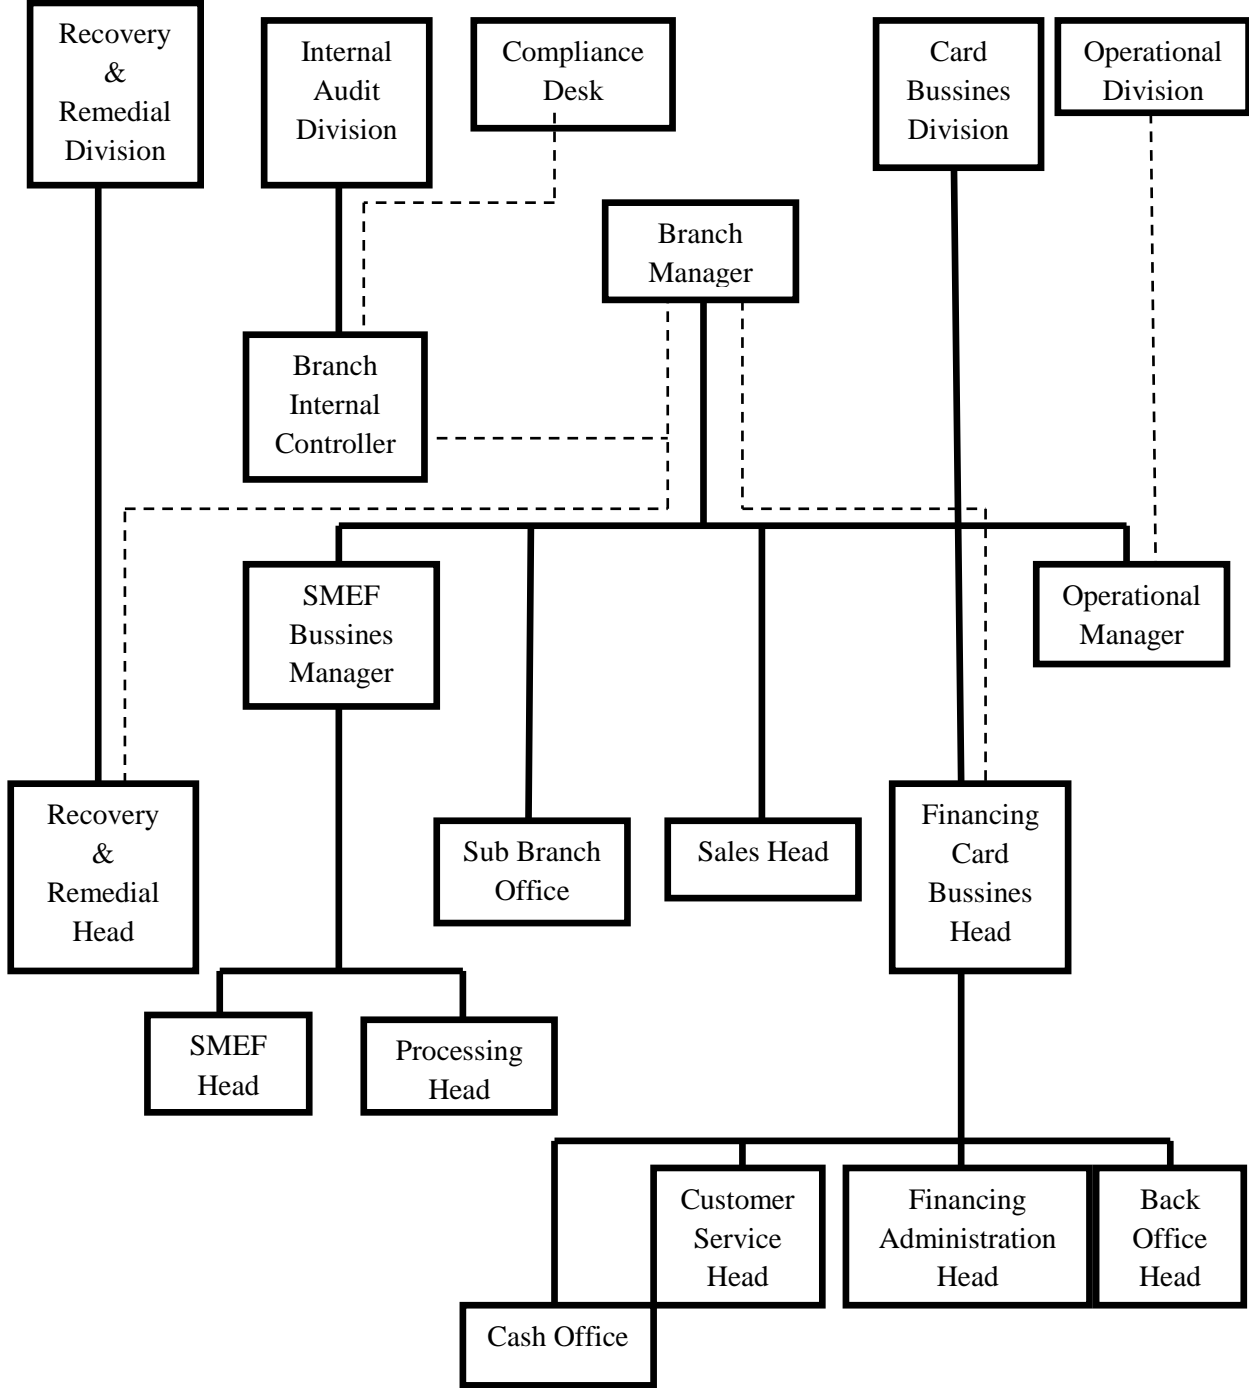 Recovery
&
Remedial
Division
Internal
Audit
Division
Compliance
Desk
Card
Bussines
Division
Operational
Division
Branch
Manager
Branch
Internal
Controller
SMEF
Bussines
Manager
Operational
Manager
Recovery
&
Remedial
Head
Sub Branch
Office
Sales Head
Financing
Card
Bussines
Head
SMEF
Head
Processing
Head
Customer
Service
Head
Financing
Administration
Head
Back
Office
Head
Cash Office